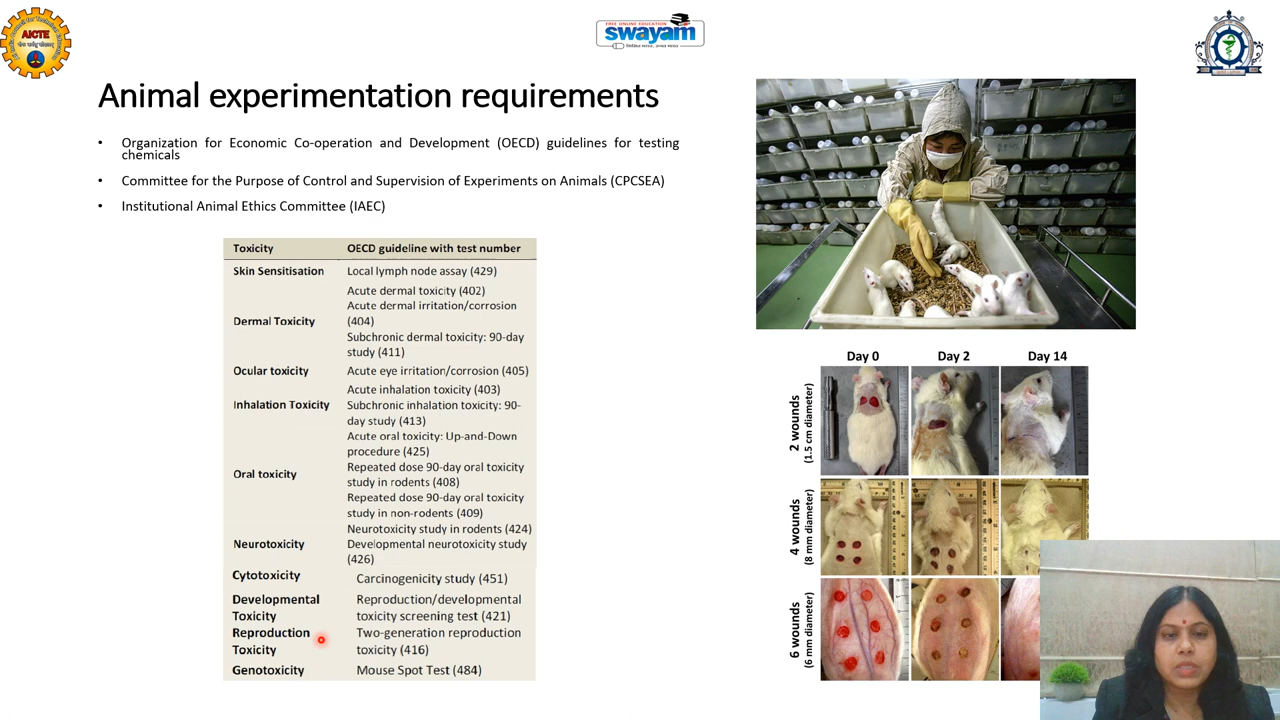 AICTE
FREE ONLINE EDUCATION
swayam
शिक्षित भारत, उन्नत भारत
Animal experimentation requirements
• Organization for Economic Co-operation and Development (OECD) guidelines for testing
chemicals
• Committee for the Purpose of Control and Supervision of Experiments on Animals (CPCSEA)
• Institutional Animal Ethics Committee (IAEC)
Toxicity OECD guideline with test number
Skin Sensitisation Local lymph node assay (429)
Acute dermal toxicity (402)
Acute dermal irritation/corrosion
(404)
Dermal Toxicity
Subchronic dermal toxicity: 90-day
study (411)
Ocular toxicity Acute eye irritation/corrosion (405)
Acute inhalation toxicity (403)
Inhalation Toxicity Subchronic inhalation toxicity: 90-
day study (413)
Acute oral toxicity: Up-and-Down
procedure (425)
Oral toxicity Repeated dose 90-day oral toxicity
study in rodents (408)
Repeated dose 90-day oral toxicity
study in non-rodents (409)
Neurotoxicity study in rodents (424)
Neurotoxicity Developmental neurotoxicity study
(426)
Cytotoxicity Carcinogenicity study (451)
Developmental Reproduction/developmental
Toxicity toxicity screening test (421)
Reproduction Two-generation reproduction
Toxicity toxicity (416)
Genotoxicity Mouse Spot Test (484)
Day 0 Day 2 Day 14
2 wounds
(1.5 cm diameter)
4 wounds
(8 mm diameter)
6 wounds
(6 mm diameter)